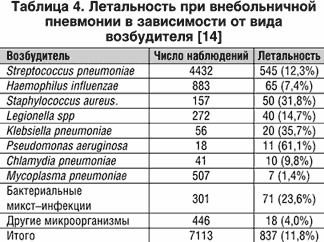 Таблица 4. Летальность при внебольничной
пневмонии в зависимости от вида
возбудителя [14]
Возбудитель Число наблюдений Летальность
Streptococcus pneumoniae 4432 545 (12,3%)
Haemophilus influenzae 883 65 (7,4%)
Staphylococcus aureus. 157 50 (31,8%)
Legionella spp 272 40 (14,7%)
Klebsiella pneumoniae 56 20 (35,7%)
Pseudomonas aeruginosa 18 11 (61,1%)
Chlamydia pneumoniae 41 10 (9,8%)
Mycoplasma pneumoniae 507 7 (1,4%)
Бактериальные
микст–инфекции 301 71 (23,6%)
Другие микроорганизмы 446 18 (4,0%)
Итого 7113 837 (11,8%)